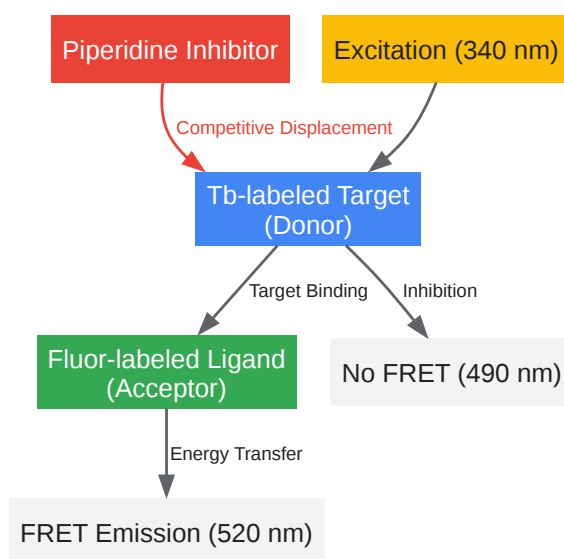 Piperidine Inhibitor
Excitation (340 nm)
Competitive Displacement
Tb-labeled Target
(Donor)
Target Binding
Inhibition
Fluor-labeled Ligand
(Acceptor)
No FRET (490 nm)
Energy Transfer
FRET Emission (520 nm)